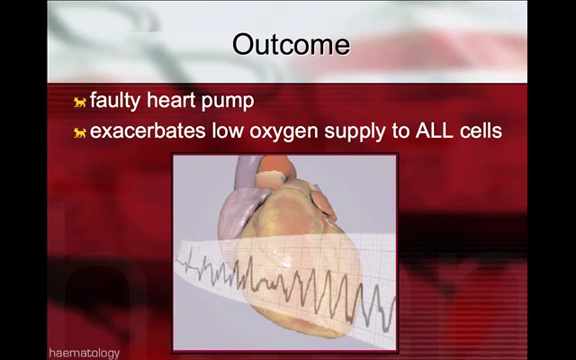 Outcome
faulty heart pump
exacerbates low oxygen supply to ALL cells
haematology